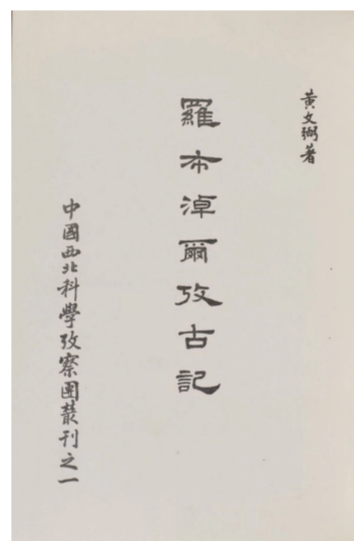 黃文弼著
羅布淖爾攷古記
中國西北科學攷察團叢刊之一